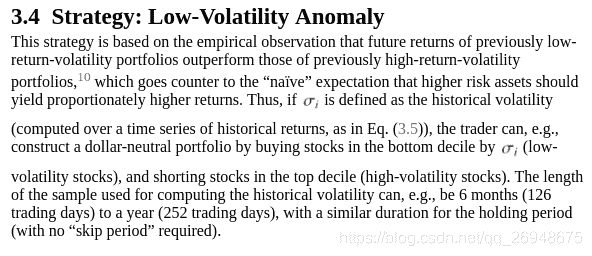 3.4 Strategy: Low-Volatility Anomaly
This strategy is based on the empirical observation that future returns of previously low-
return-volatility portfolios outperform those of previously high-return-volatility
portfolios,¹⁰ which goes counter to the “naïve” expectation that higher risk assets should
yield proportionately higher returns. Thus, if σᵢ is defined as the historical volatility
(computed over a time series of historical returns, as in Eq. (3.5)), the trader can, e.g.,
construct a dollar-neutral portfolio by buying stocks in the bottom decile by σᵢ (low-
volatility stocks), and shorting stocks in the top decile (high-volatility stocks). The length
of the sample used for computing the historical volatility can, e.g., be 6 months (126
trading days) to a year (252 trading days), with a similar duration for the holding period
(with no “skip period” required).
https://blog.csdn.net/qq_26948675